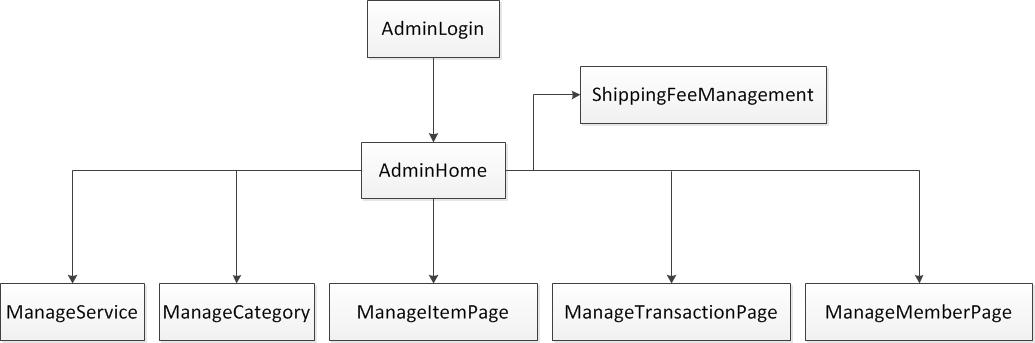 AdminLogin
ShippingFeeManagement
AdminHome
ManageService
ManageCategory
ManageItemPage
ManageTransactionPage
ManageMemberPage